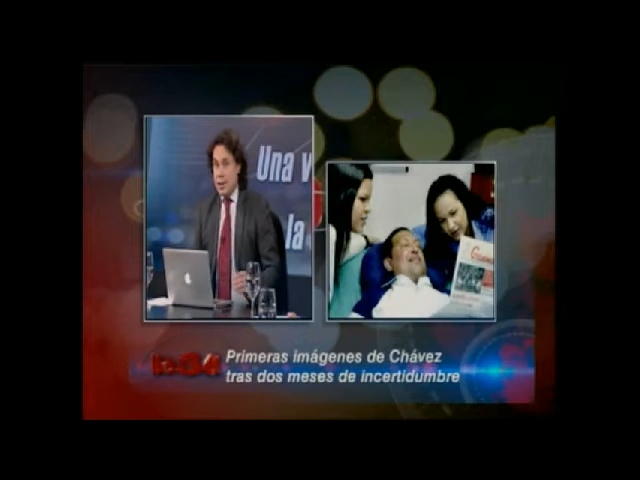 Una v
la
Primeras imágenes de Chávez
tras dos meses de incertidumbre